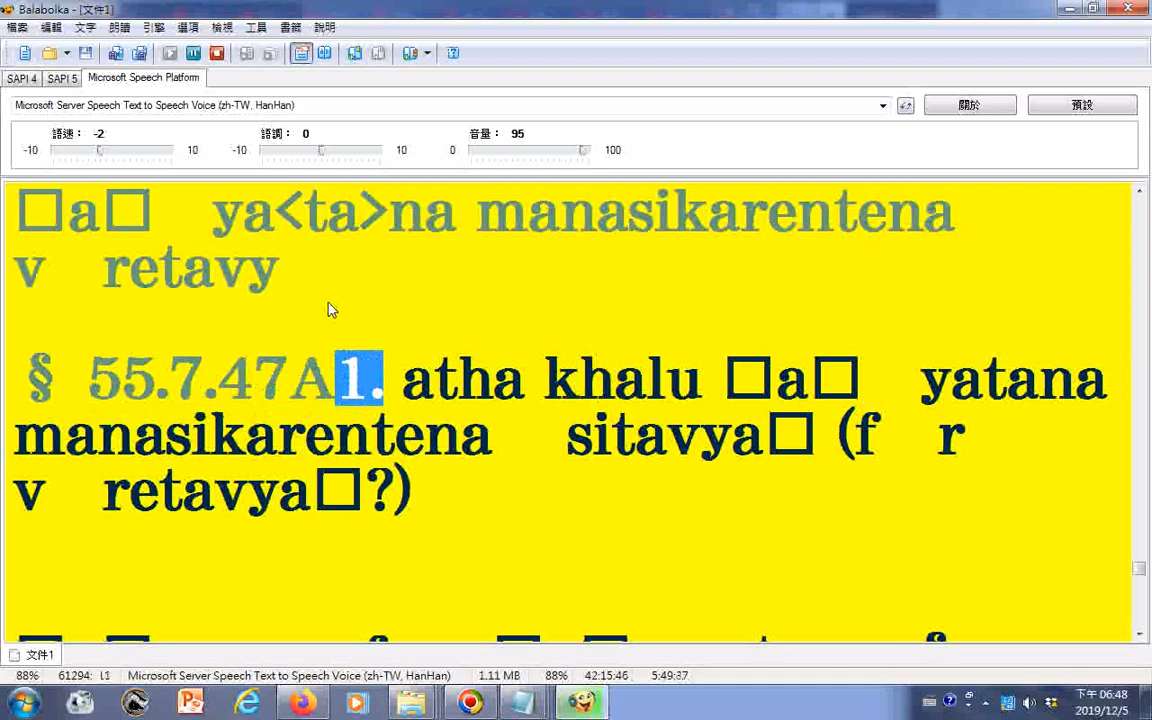 Balabolka - [文件1]
檔案 編輯 文字 朗讀 引擎 選項 檢視 工具 書籤 說明
SAPI 4 SAPI 5 Microsoft Speech Platform
Microsoft Server Speech Text to Speech Voice (zh-TW, HanHan) 關於 預設
語速： -2 語調： 0 音量： 95
-10 10 -10 10 0 100
□a□ ya<ta>na manasikarentena
v retavy
§ 55.7.47A1. atha khalu □a□ yatana
manasikarentena sitavya□ (f r
v retavya□?)
文件1
88% 61294: 11 Microsoft Server Speech Text to Speech Voice (zh-TW, HanHan) 1.11 MB 88% 42:15:46 5:49:37
下午 06:48
2019/12/5